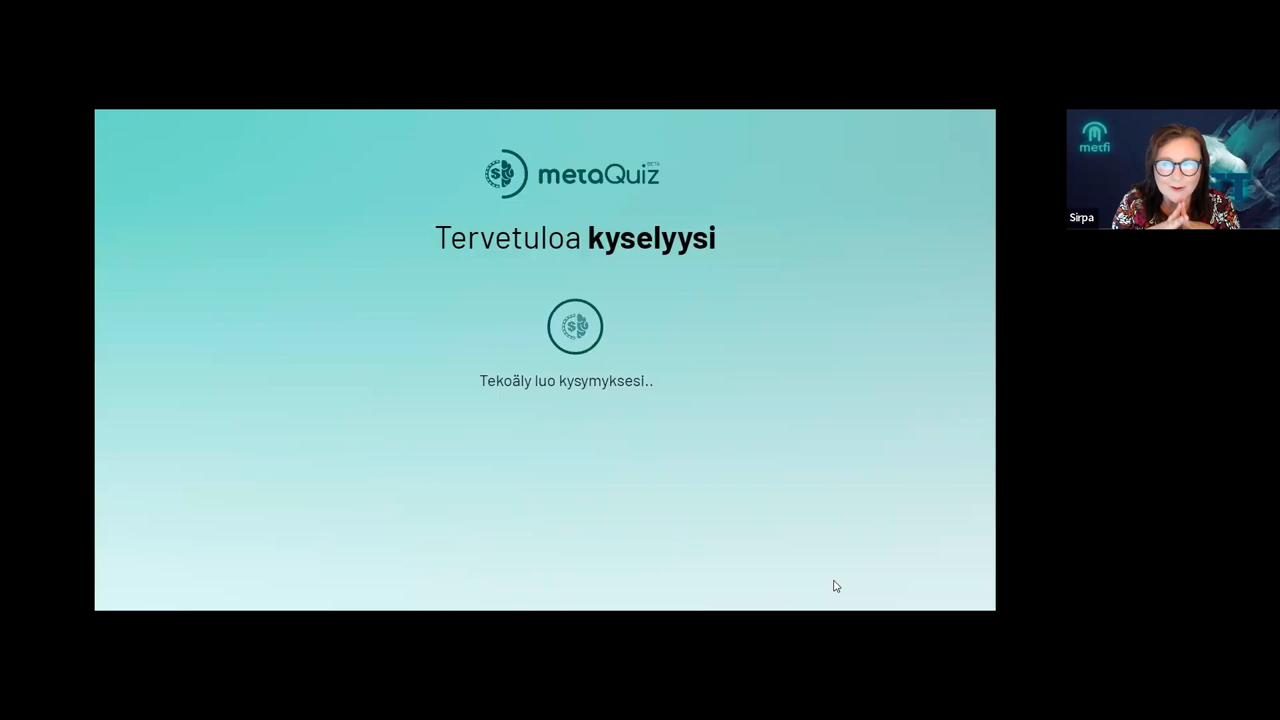 metaQuiz BETA
Tervetuloa kyselyysi
$
Tekoäly luo kysymyksesi..
metfi
Sirpa